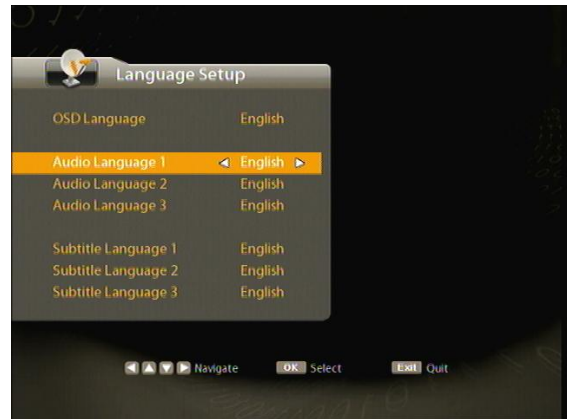 Language Setup
OSD Language English
Audio Language 1 English
Audio Language 2 English
Audio Language 3 English
Subtitle Language 1 English
Subtitle Language 2 English
Subtitle Language 3 English
Navigate OK Select Exit Quit